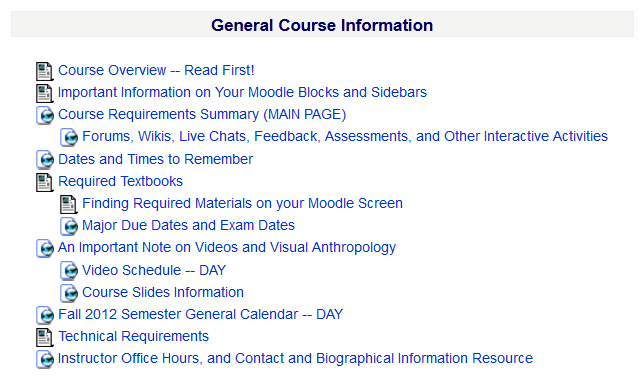 General Course Information
Course Overview -- Read First!
Important Information on Your Moodle Blocks and Sidebars
Course Requirements Summary (MAIN PAGE)
Forums, Wikis, Live Chats, Feedback, Assessments, and Other Interactive Activities
Dates and Times to Remember
Required Textbooks
Finding Required Materials on your Moodle Screen
Major Due Dates and Exam Dates
An Important Note on Videos and Visual Anthropology
Video Schedule -- DAY
Course Slides Information
Fall 2012 Semester General Calendar -- DAY
Technical Requirements
Instructor Office Hours, and Contact and Biographical Information Resource